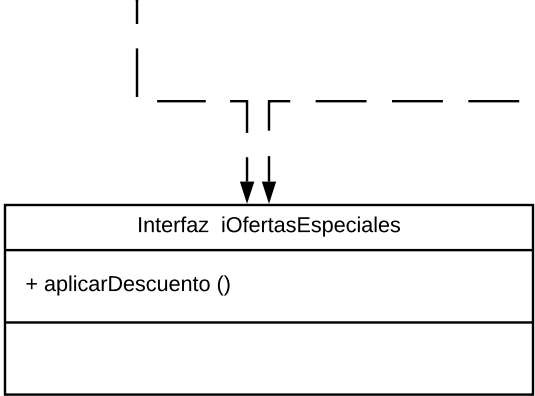 Interfaz  iOfertasEspeciales
+ aplicarDescuento ()